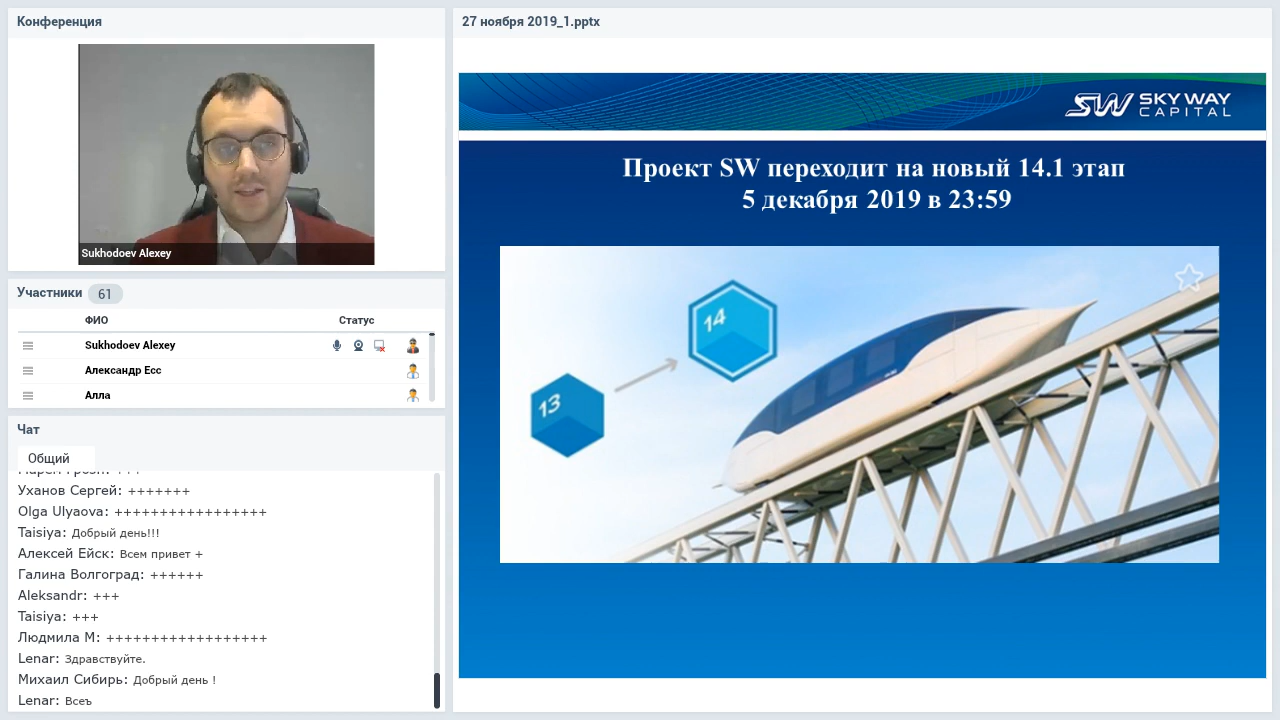 Конференция
Sukhodoev Alexey
Участники 61
ФИО Статус
Sukhodoev Alexey
Александр Есс
Алла
Чат
Общий
Уханов Сергей: +++++++
Olga Ulyaova: +++++++++++++++++
Taisiya: Добрый день!!!
Алексей Ейск: Всем привет +
Галина Волгоград: ++++++
Aleksandr: +++
Taisiya: +++
Людмила М: ++++++++++++++++++
Lenar: Здравствуйте.
Михаил Сибирь: Добрый день !
Lenar: Всеъ
27 ноября 2019_1.pptx
SW SKY WAY
CAPITAL
Проект SW переходит на новый 14.1 этап
5 декабря 2019 в 23:59
14
13